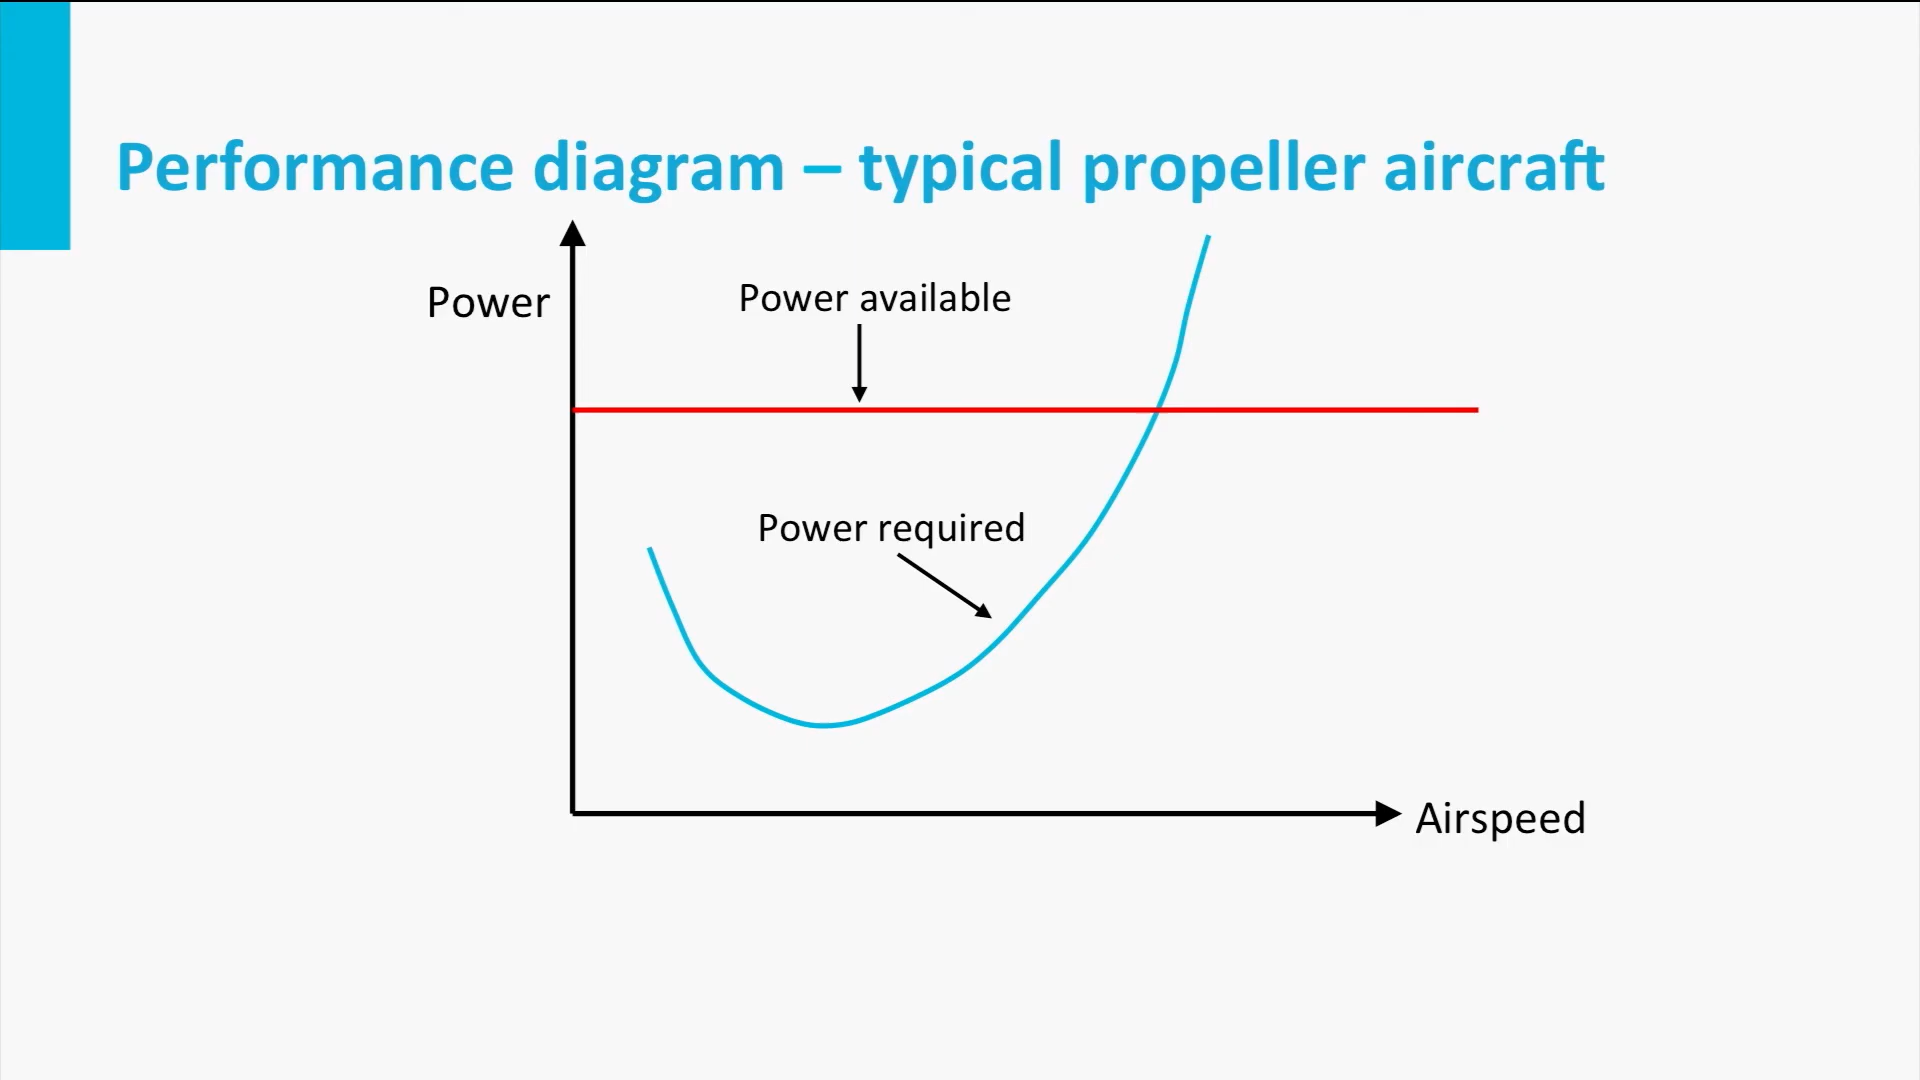 Performance diagram – typical propeller aircraft
Power
Power available
Power required
Airspeed